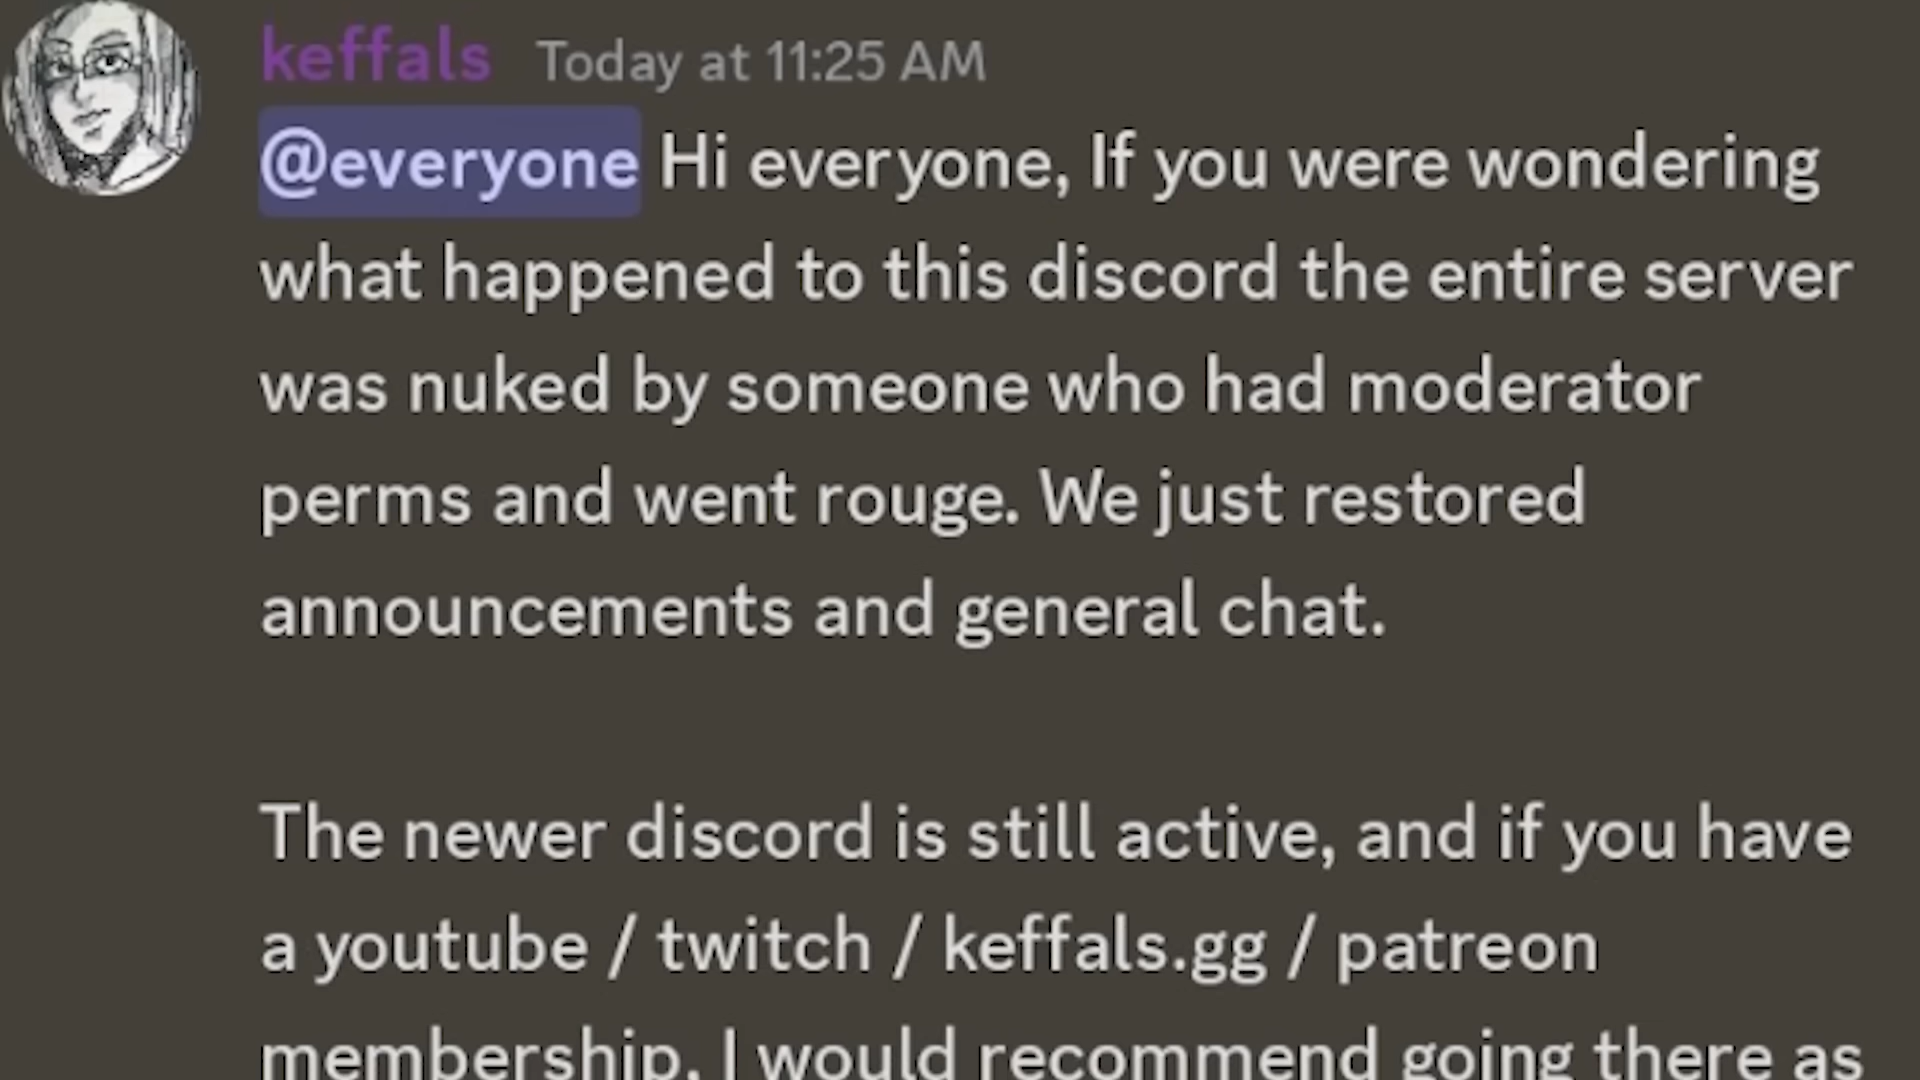 keffals Today at 11:25 AM
@everyone Hi everyone, If you were wondering
what happened to this discord the entire server
was nuked by someone who had moderator
perms and went rouge. We just restored
announcements and general chat.
The newer discord is still active, and if you have
a youtube / twitch / keffals.gg / patreon
membership, I would recommend going there as